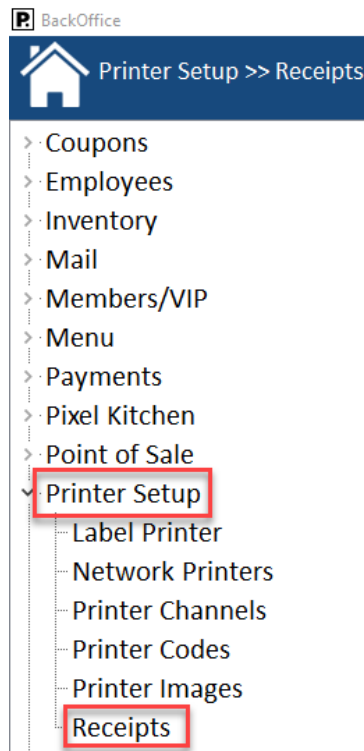 P.
BackOffice
Printer Setup >> Receipts
Coupons
Employees
Inventory
Mail
Members/VIP
Menu
Payments
Pixel Kitchen
Point of Sale
Printer Setup
Label Printer
Network Printers
Printer Channels
Printer Codes
Printer Images
Receipts